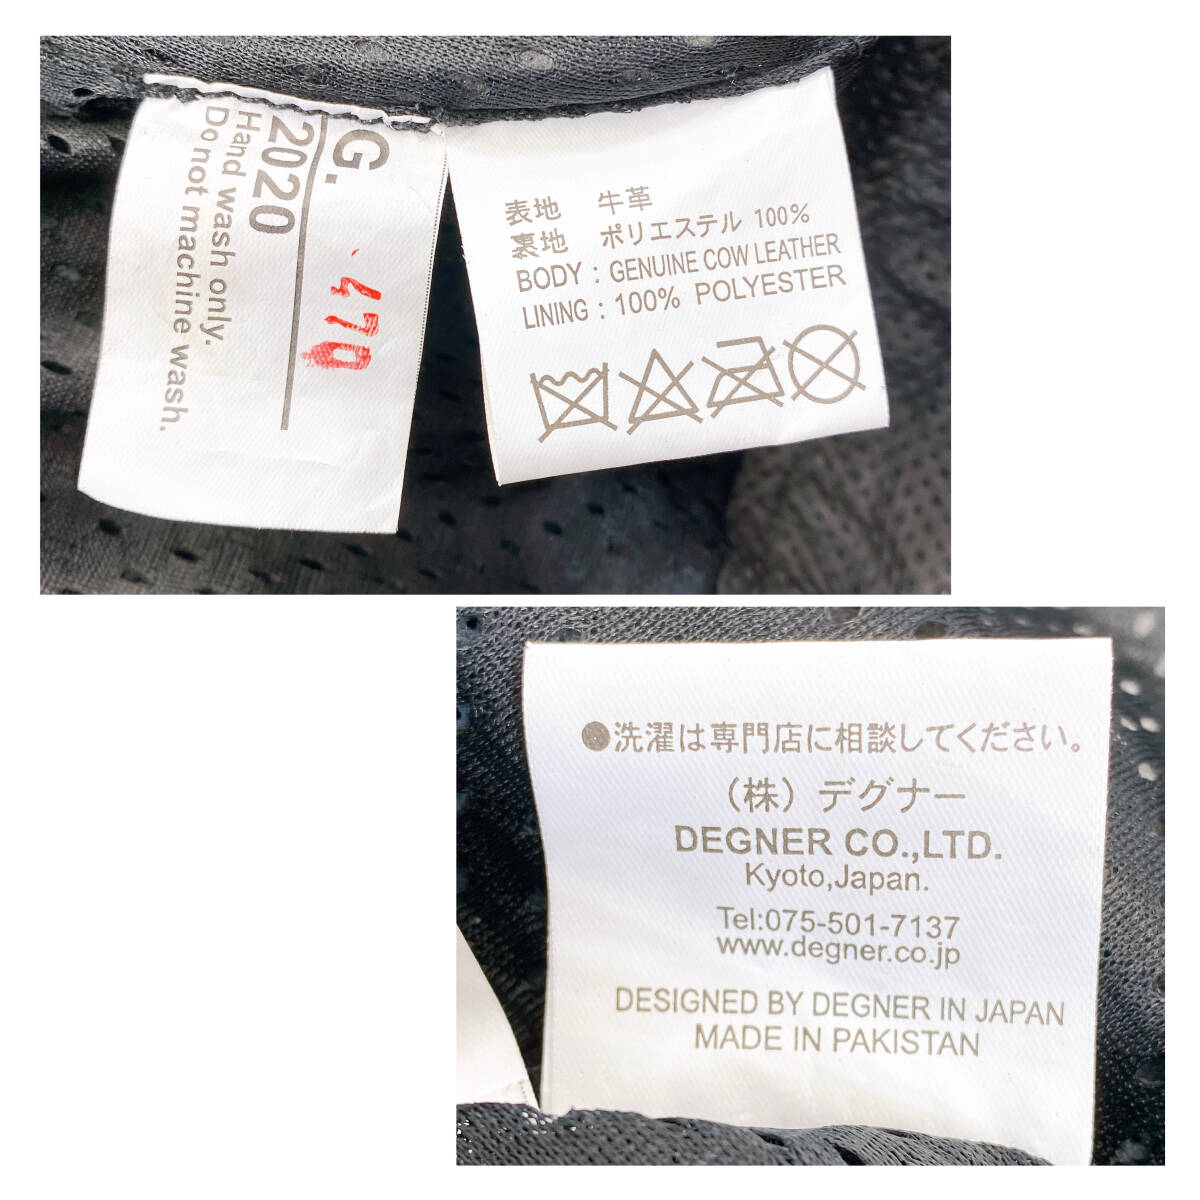 G.
2020
Hand wash only.
Do not machine wash.
表地 牛革
裏地 ポリエステル 100%
BODY : GENUINE COW LEATHER
LINING : 100% POLYESTER
●洗濯は専門店に相談してください。
（株）デグナー
DEGNER CO.,LTD.
Kyoto,Japan.
Tel:075-501-7137
www.degner.co.jp
DESIGNED BY DEGNER IN JAPAN
MADE IN PAKISTAN